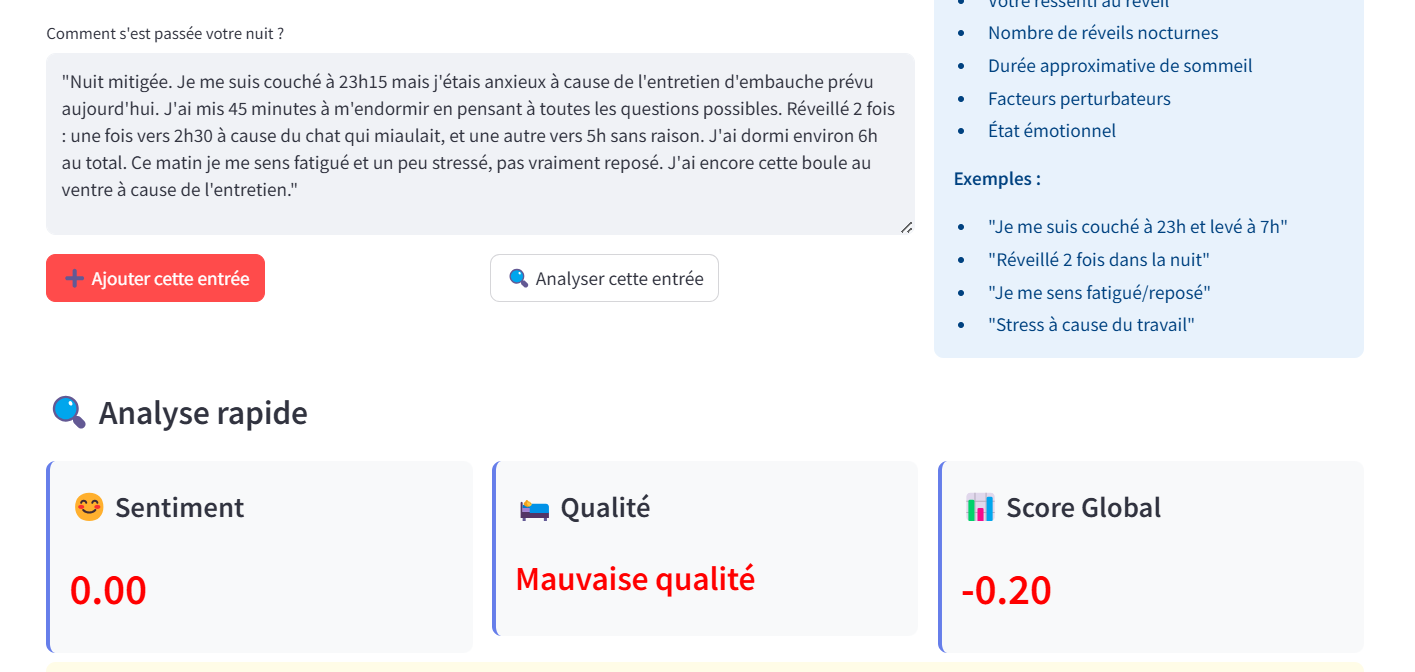 Comment s'est passée votre nuit ?
"Nuit mitigée. Je me suis couché à 23h15 mais j'étais anxieux à cause de l'entretien d'embauche prévu
aujourd'hui. J'ai mis 45 minutes à m'endormir en pensant à toutes les questions possibles. Réveillé 2 fois
: une fois vers 2h30 à cause du chat qui miaulait, et une autre vers 5h sans raison. J'ai dormi environ 6h
au total. Ce matin je me sens fatigué et un peu stressé, pas vraiment reposé. J'ai encore cette boule au
ventre à cause de l'entretien."
Ajouter cette entrée
Analyser cette entrée
Votre ressenti au réveil
Nombre de réveils nocturnes
Durée approximative de sommeil
Facteurs perturbateurs
État émotionnel
Exemples :
"Je me suis couché à 23h et levé à 7h"
"Réveillé 2 fois dans la nuit"
"Je me sens fatigué/reposé"
"Stress à cause du travail"
Analyse rapide
Sentiment
0.00
Qualité
Mauvaise qualité
Score Global
-0.20